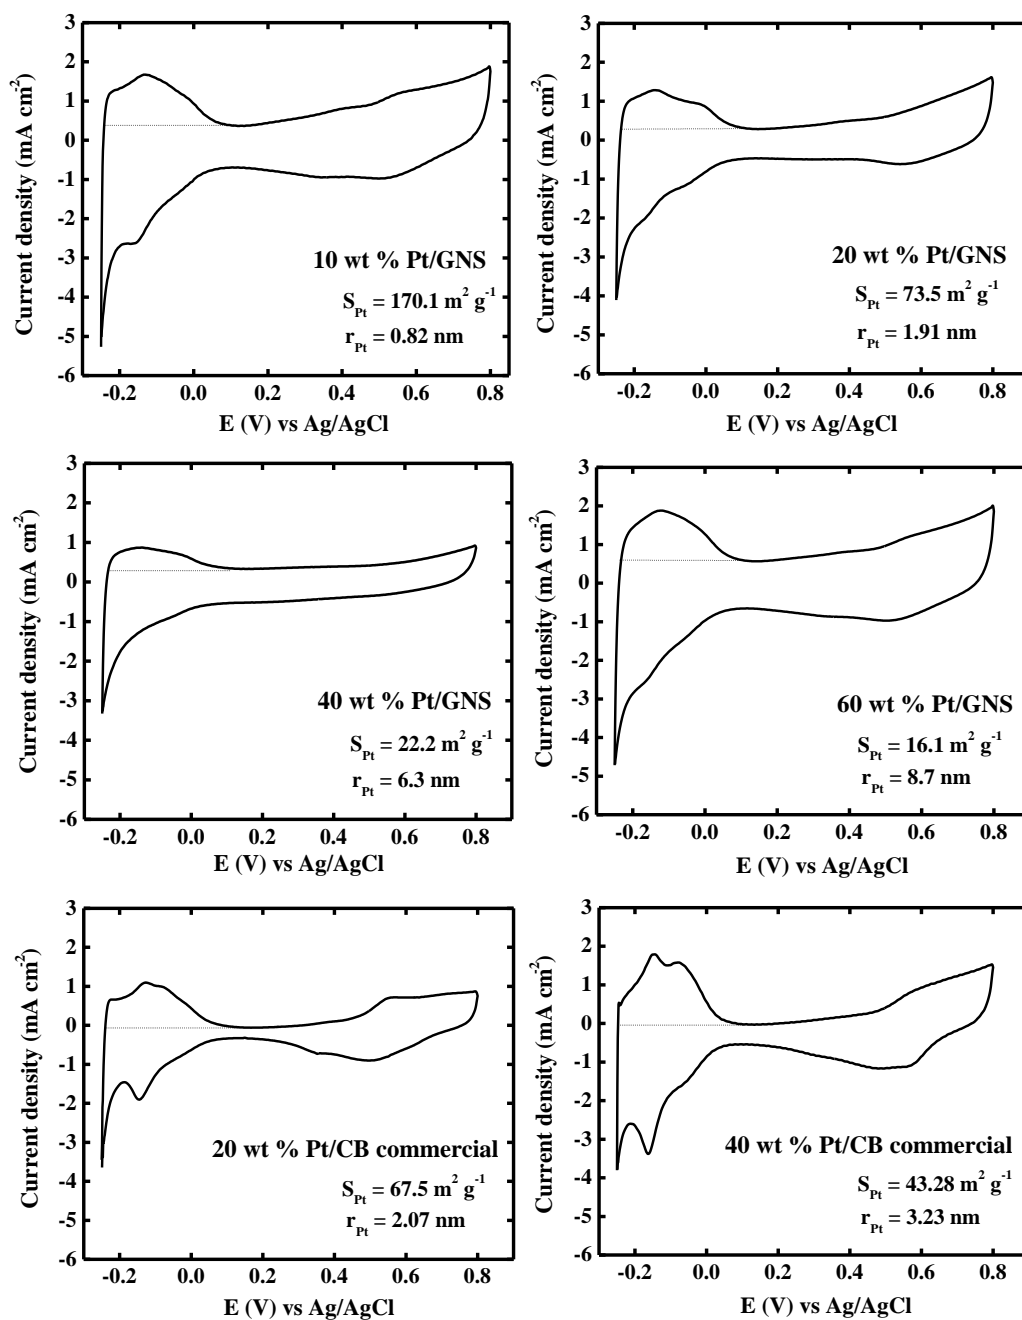 3
2
1
0
-1
-2
-3
-4
-5
-6
Current density (mA cm-2)
10 wt % Pt/GNS
SPt = 170.1 m2 g-1
rPt = 0.82 nm
-0.2 0.0 0.2 0.4 0.6 0.8
E (V) vs Ag/AgCl
3
2
1
0
-1
-2
-3
-4
-5
-6
Current density (mA cm-2)
20 wt % Pt/GNS
SPt = 73.5 m2 g-1
rPt = 1.91 nm
-0.2 0.0 0.2 0.4 0.6 0.8
E (V) vs Ag/AgCl
3
2
1
0
-1
-2
-3
-4
-5
-6
Current density (mA cm-2)
40 wt % Pt/GNS
SPt = 22.2 m2 g-1
rPt = 6.3 nm
-0.2 0.0 0.2 0.4 0.6 0.8
E (V) vs Ag/AgCl
3
2
1
0
-1
-2
-3
-4
-5
-6
Current density (mA cm-2)
60 wt % Pt/GNS
SPt = 16.1 m2 g-1
rPt = 8.7 nm
-0.2 0.0 0.2 0.4 0.6 0.8
E (V) vs Ag/AgCl
3
2
1
0
-1
-2
-3
-4
-5
-6
Current density (mA cm-2)
20 wt % Pt/CB commercial
SPt = 67.5 m2 g-1
rPt = 2.07 nm
-0.2 0.0 0.2 0.4 0.6 0.8
E (V) vs Ag/AgCl
3
2
1
0
-1
-2
-3
-4
-5
-6
Current density (mA cm-2)
40 wt % Pt/CB commercial
SPt = 43.28 m2 g-1
rPt = 3.23 nm
-0.2 0.0 0.2 0.4 0.6 0.8
E (V) vs Ag/AgCl